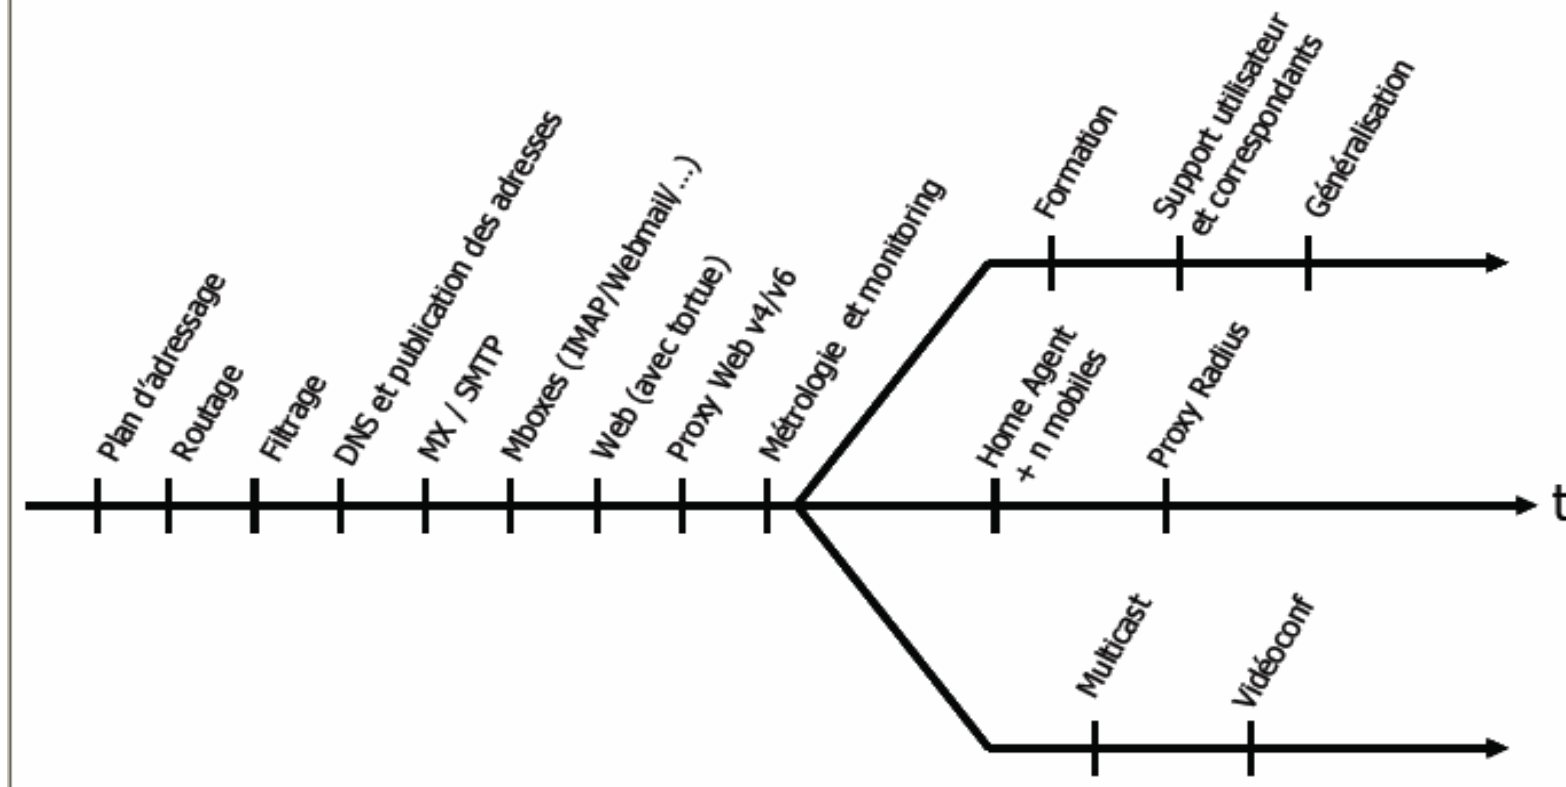 Plan d'adressage
Routage
Filtrage
DNS et publication des adresses
MX / SMTP
Mboxes (IMAP/Webmail/...)
Web (avec tortue)
Proxy Web v4/v6
Métrologie et monitoring
Formation
Support utilisateur
et correspondants
Généralisation
Home Agent
+ n mobiles
Proxy Radius
t
Multicast
Vidéoconf